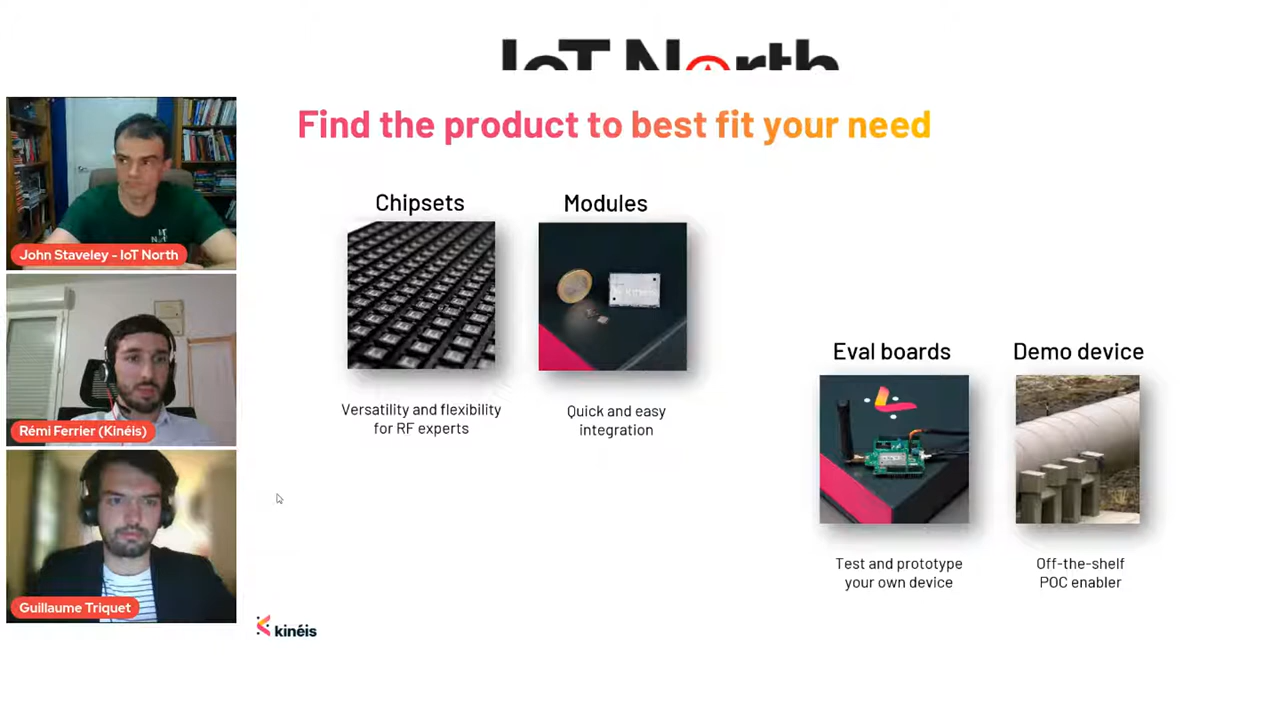 IoT North
Find the product to best fit your need
Chipsets
Modules
Versatility and flexibility
for RF experts
Quick and easy
integration
Eval boards
Demo device
Test and prototype
your own device
Off-the-shelf
POC enabler
John Staveley - IoT North
Rémi Ferrier (Kinéis)
Guillaume Triquet
kinéis